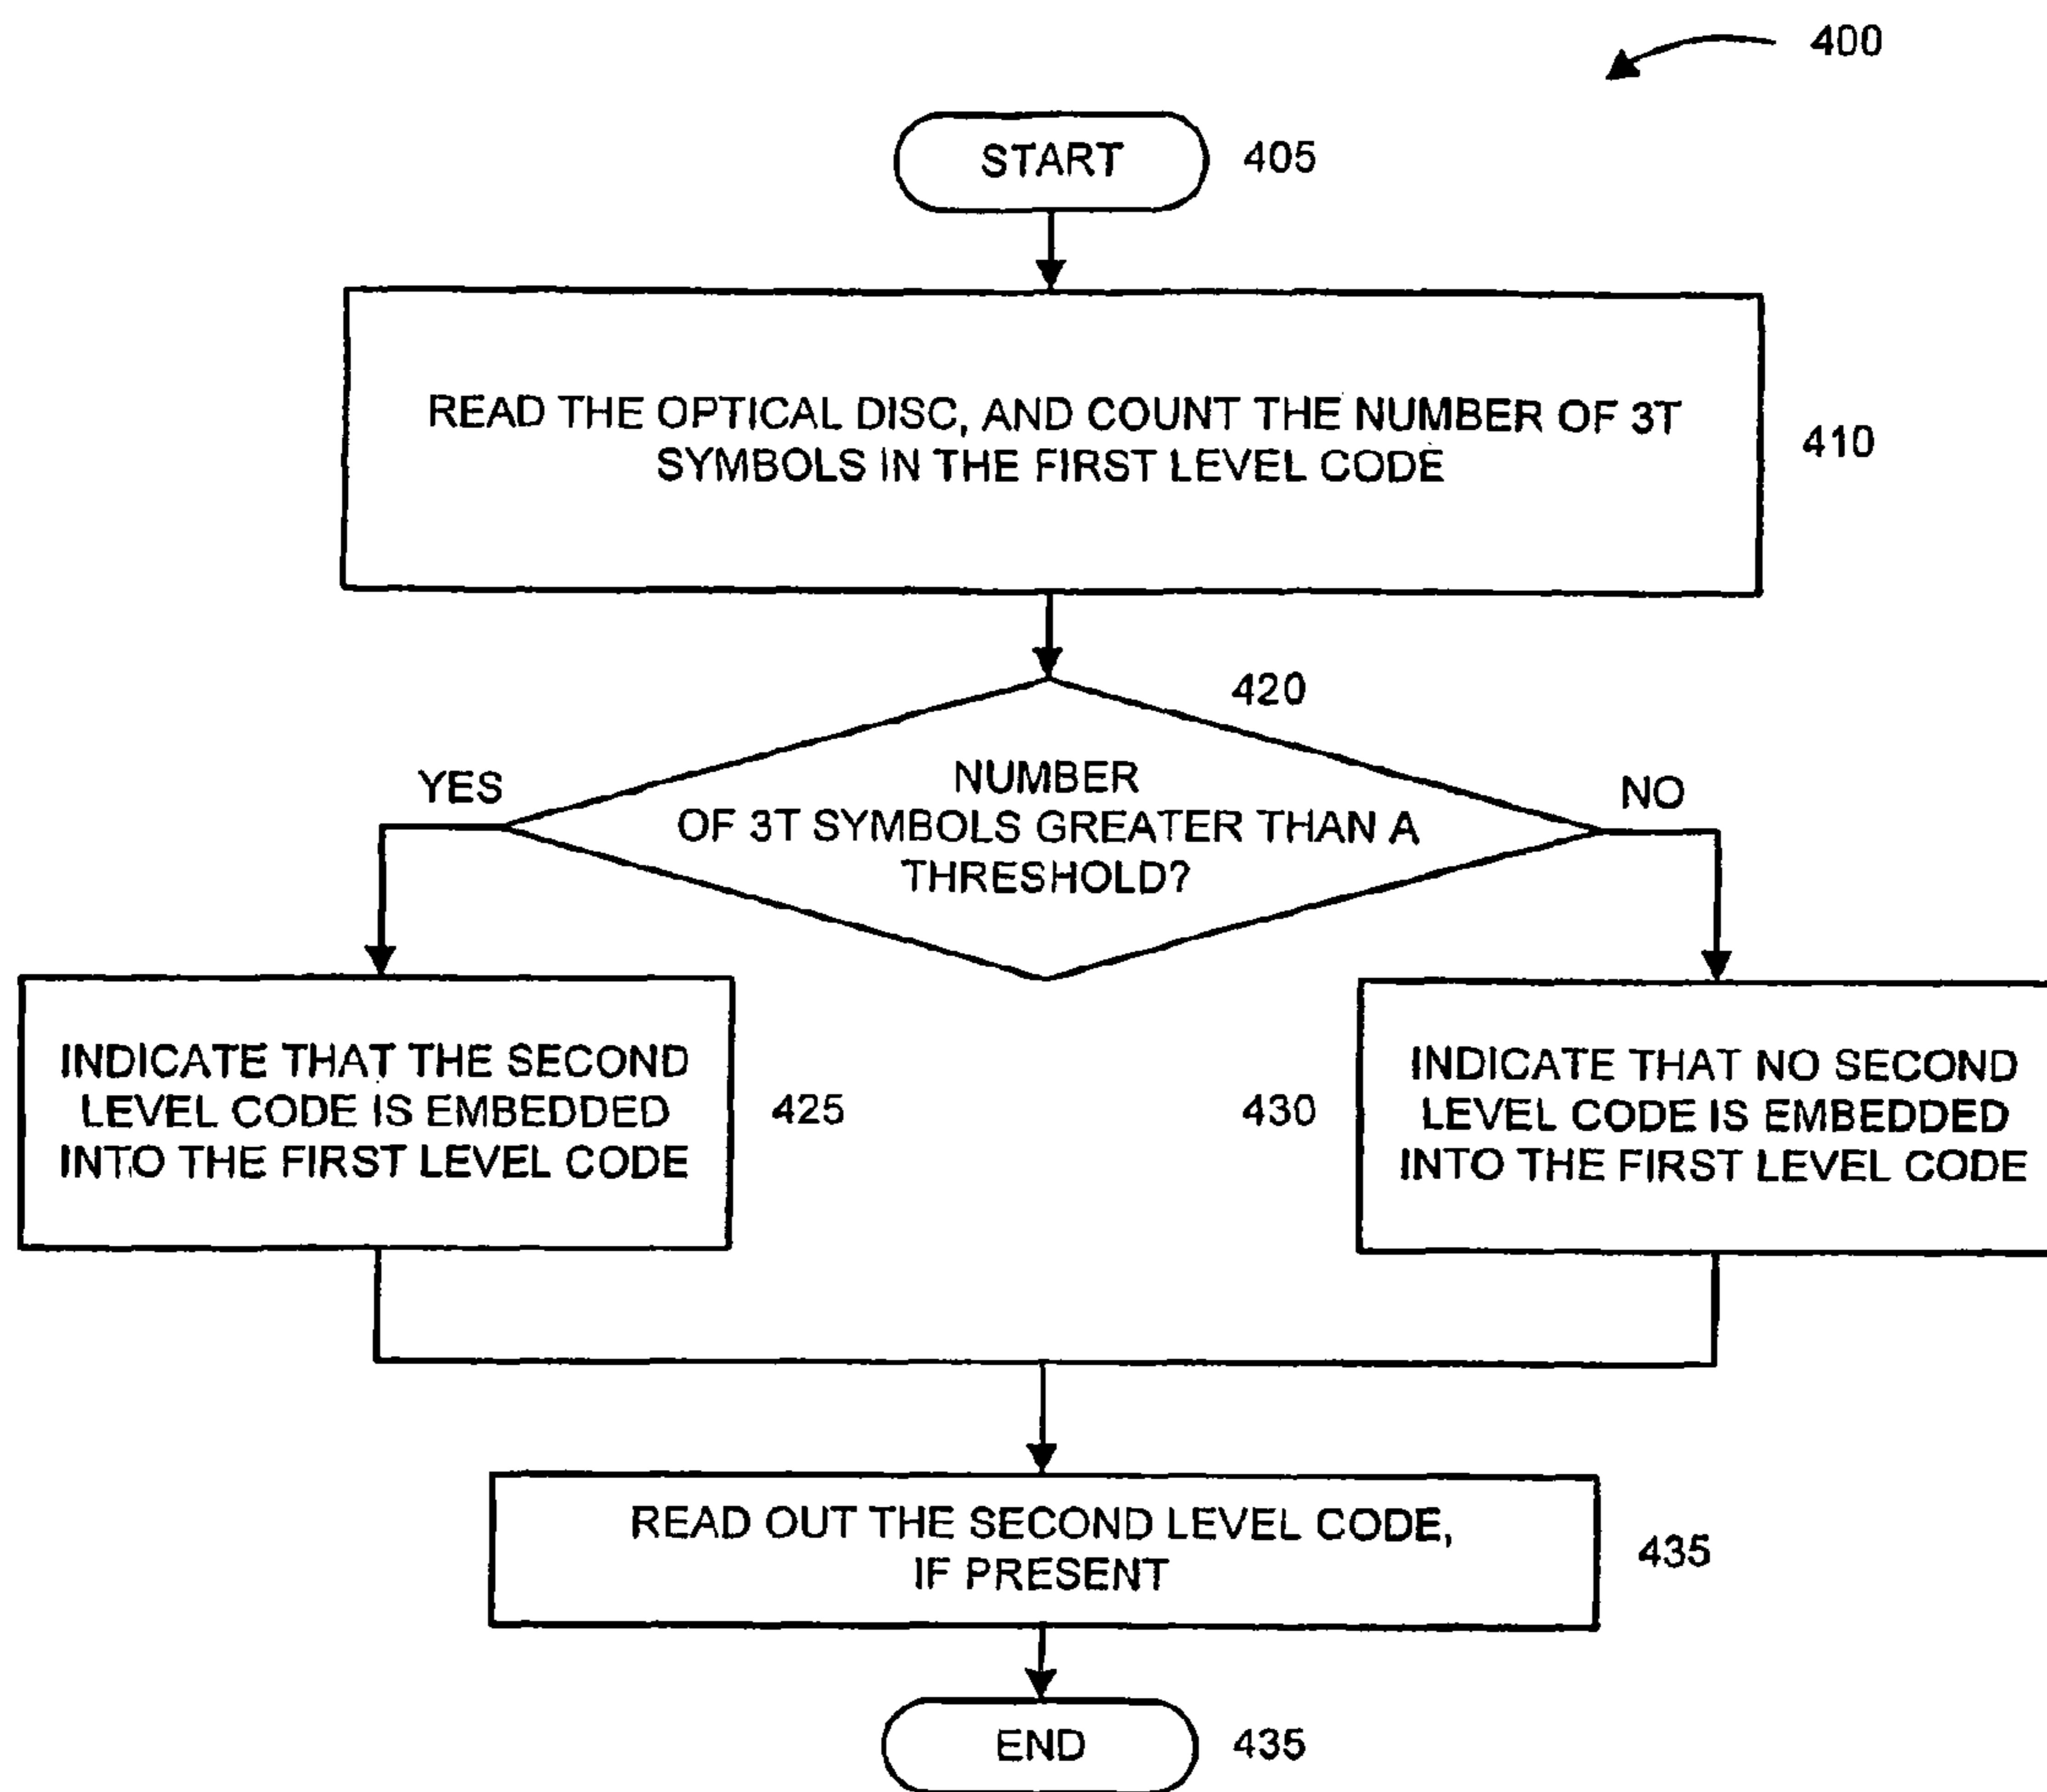 400
START
405
READ THE OPTICAL DISC, AND COUNT THE NUMBER OF 3T
SYMBOLS IN THE FIRST LEVEL CODE
410
420
YES
NUMBER
OF 3T SYMBOLS GREATER THAN A
THRESHOLD?
NO
INDICATE THAT THE SECOND
LEVEL CODE IS EMBEDDED
INTO THE FIRST LEVEL CODE
425
430
INDICATE THAT NO SECOND
LEVEL CODE IS EMBEDDED
INTO THE FIRST LEVEL CODE
READ OUT THE SECOND LEVEL CODE,
IF PRESENT
435
END
435